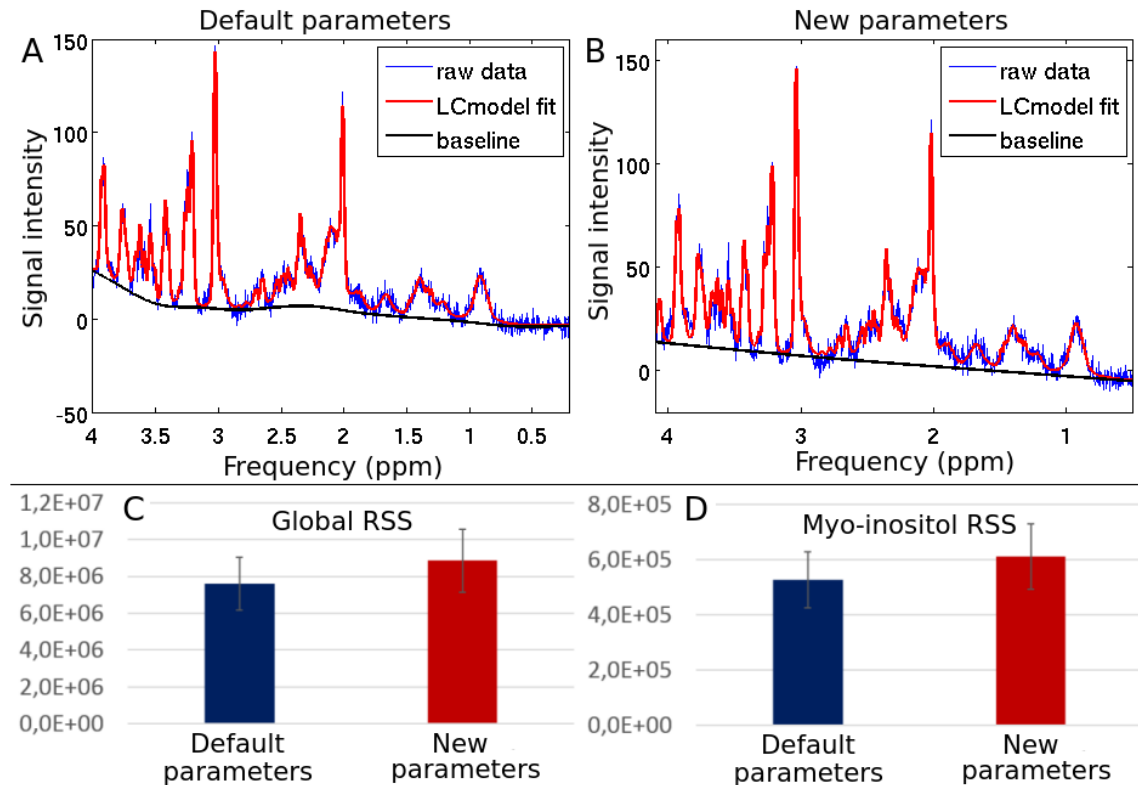 Default parameters
A
150
100
50
0
-50
Signal intensity
raw data
LCmodel fit
baseline
4 3.5 3 2.5 2 1.5 1 0.5
Frequency (ppm)
New parameters
B
150
100
50
0
Signal intensity
raw data
LCmodel fit
baseline
4 3 2 1
Frequency (ppm)
C
Global RSS
1,2E+07
1,0E+07
8,0E+06
6,0E+06
4,0E+06
2,0E+06
0,0E+00
Default
parameters
New
parameters
D
Myo-inositol RSS
8,0E+05
6,0E+05
4,0E+05
2,0E+05
0,0E+00
Default
parameters
New
parameters